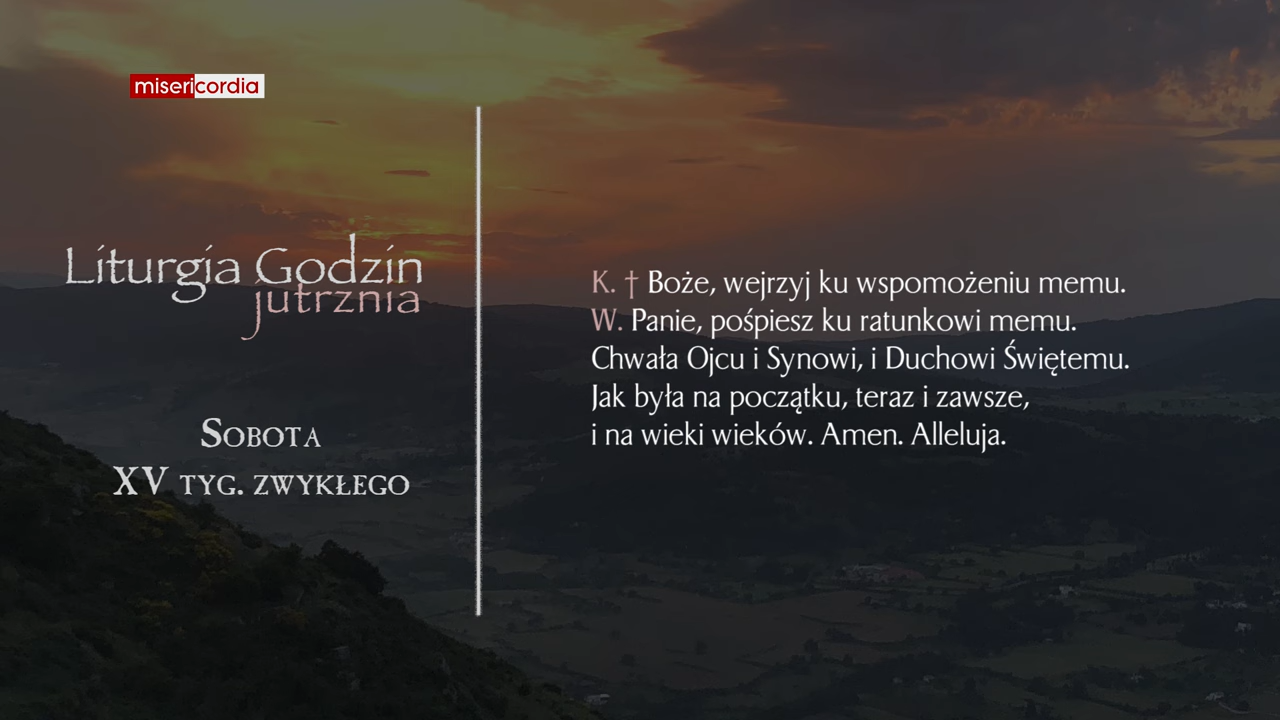 misericordia
Liturgia Godzin
jutrznia
Sobota
XV tyg. zwykłego
K. † Boże, wejrzyj ku wspomożeniu memu.
W. Panie, pośpiesz ku ratunkowi memu.
Chwała Ojcu i Synowi, i Duchowi Świętemu.
Jak była na początku, teraz i zawsze,
i na wieki wieków. Amen. Alleluja.